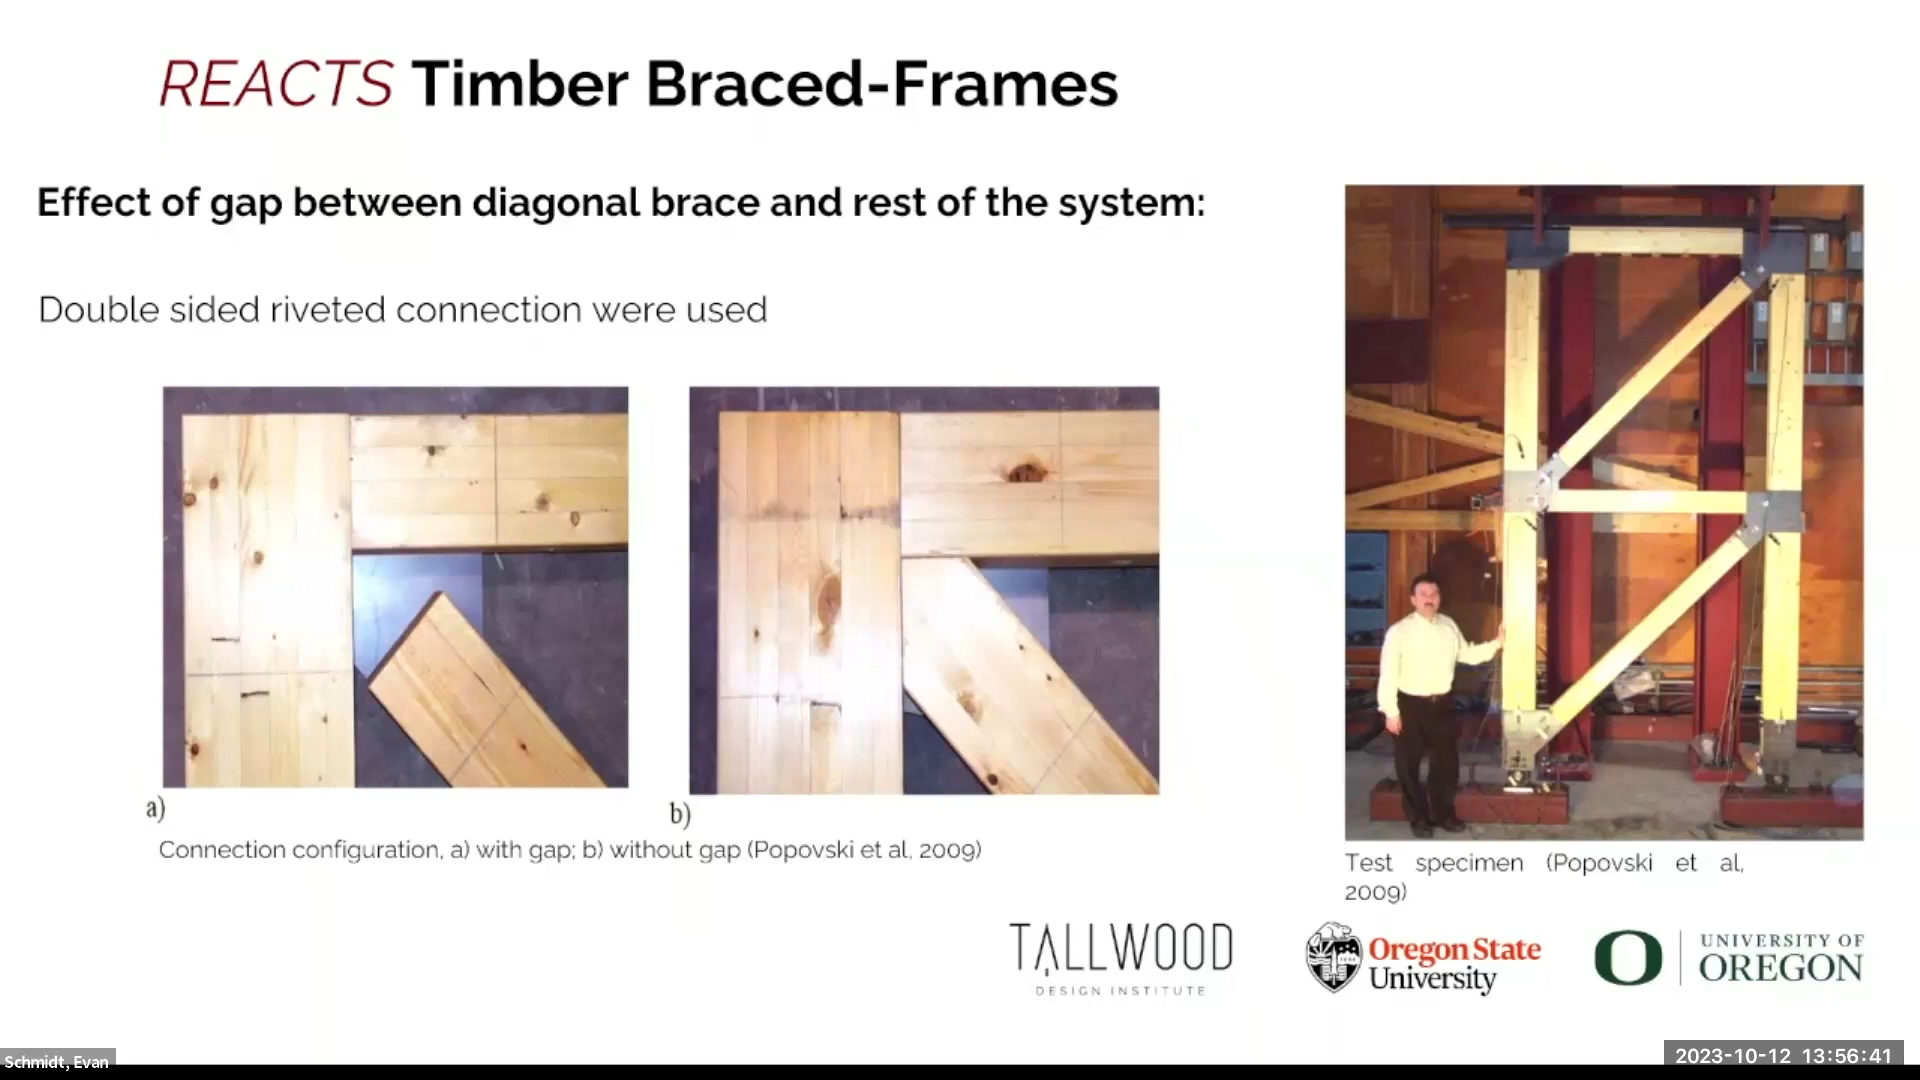 REACTS Timber Braced-Frames
Effect of gap between diagonal brace and rest of the system:
Double sided riveted connection were used
a)
b)
Connection configuration, a) with gap; b) without gap (Popovski et al, 2009)
Test specimen (Popovski et al,
2009)
TALLWOOD
DESIGN INSTITUTE
Oregon State
University
O
UNIVERSITY OF
OREGON
Schmidt, Evan
2023-10-12 13:56:41